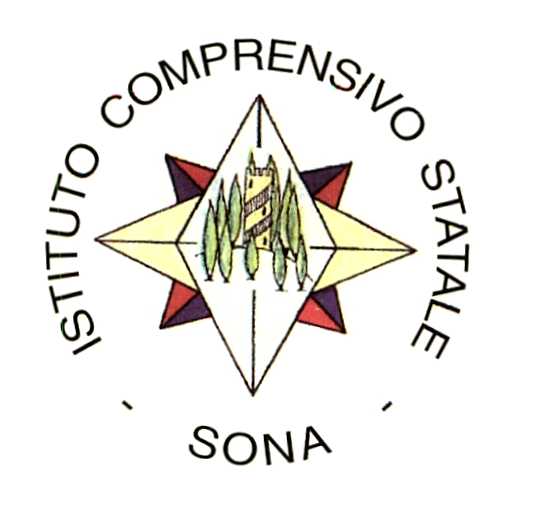 ISTITUTO COMPRENSIVO STATALE
- SONA -